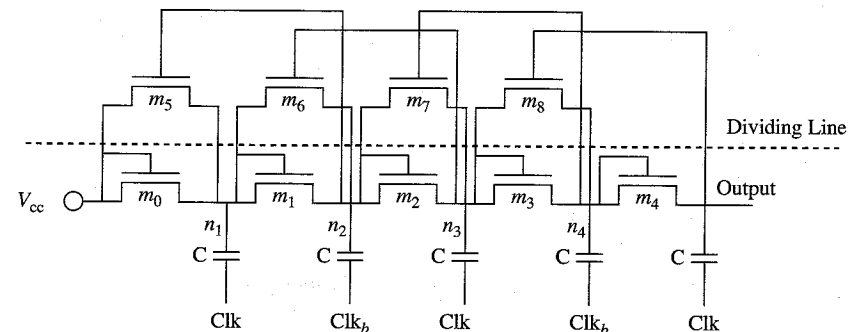 m5 m6 m7 m8
Dividing Line
Vcc m0 m1 m2 m3 m4 Output
n1 n2 n3 n4
C C C C C
Clk Clkb Clk Clkb Clk